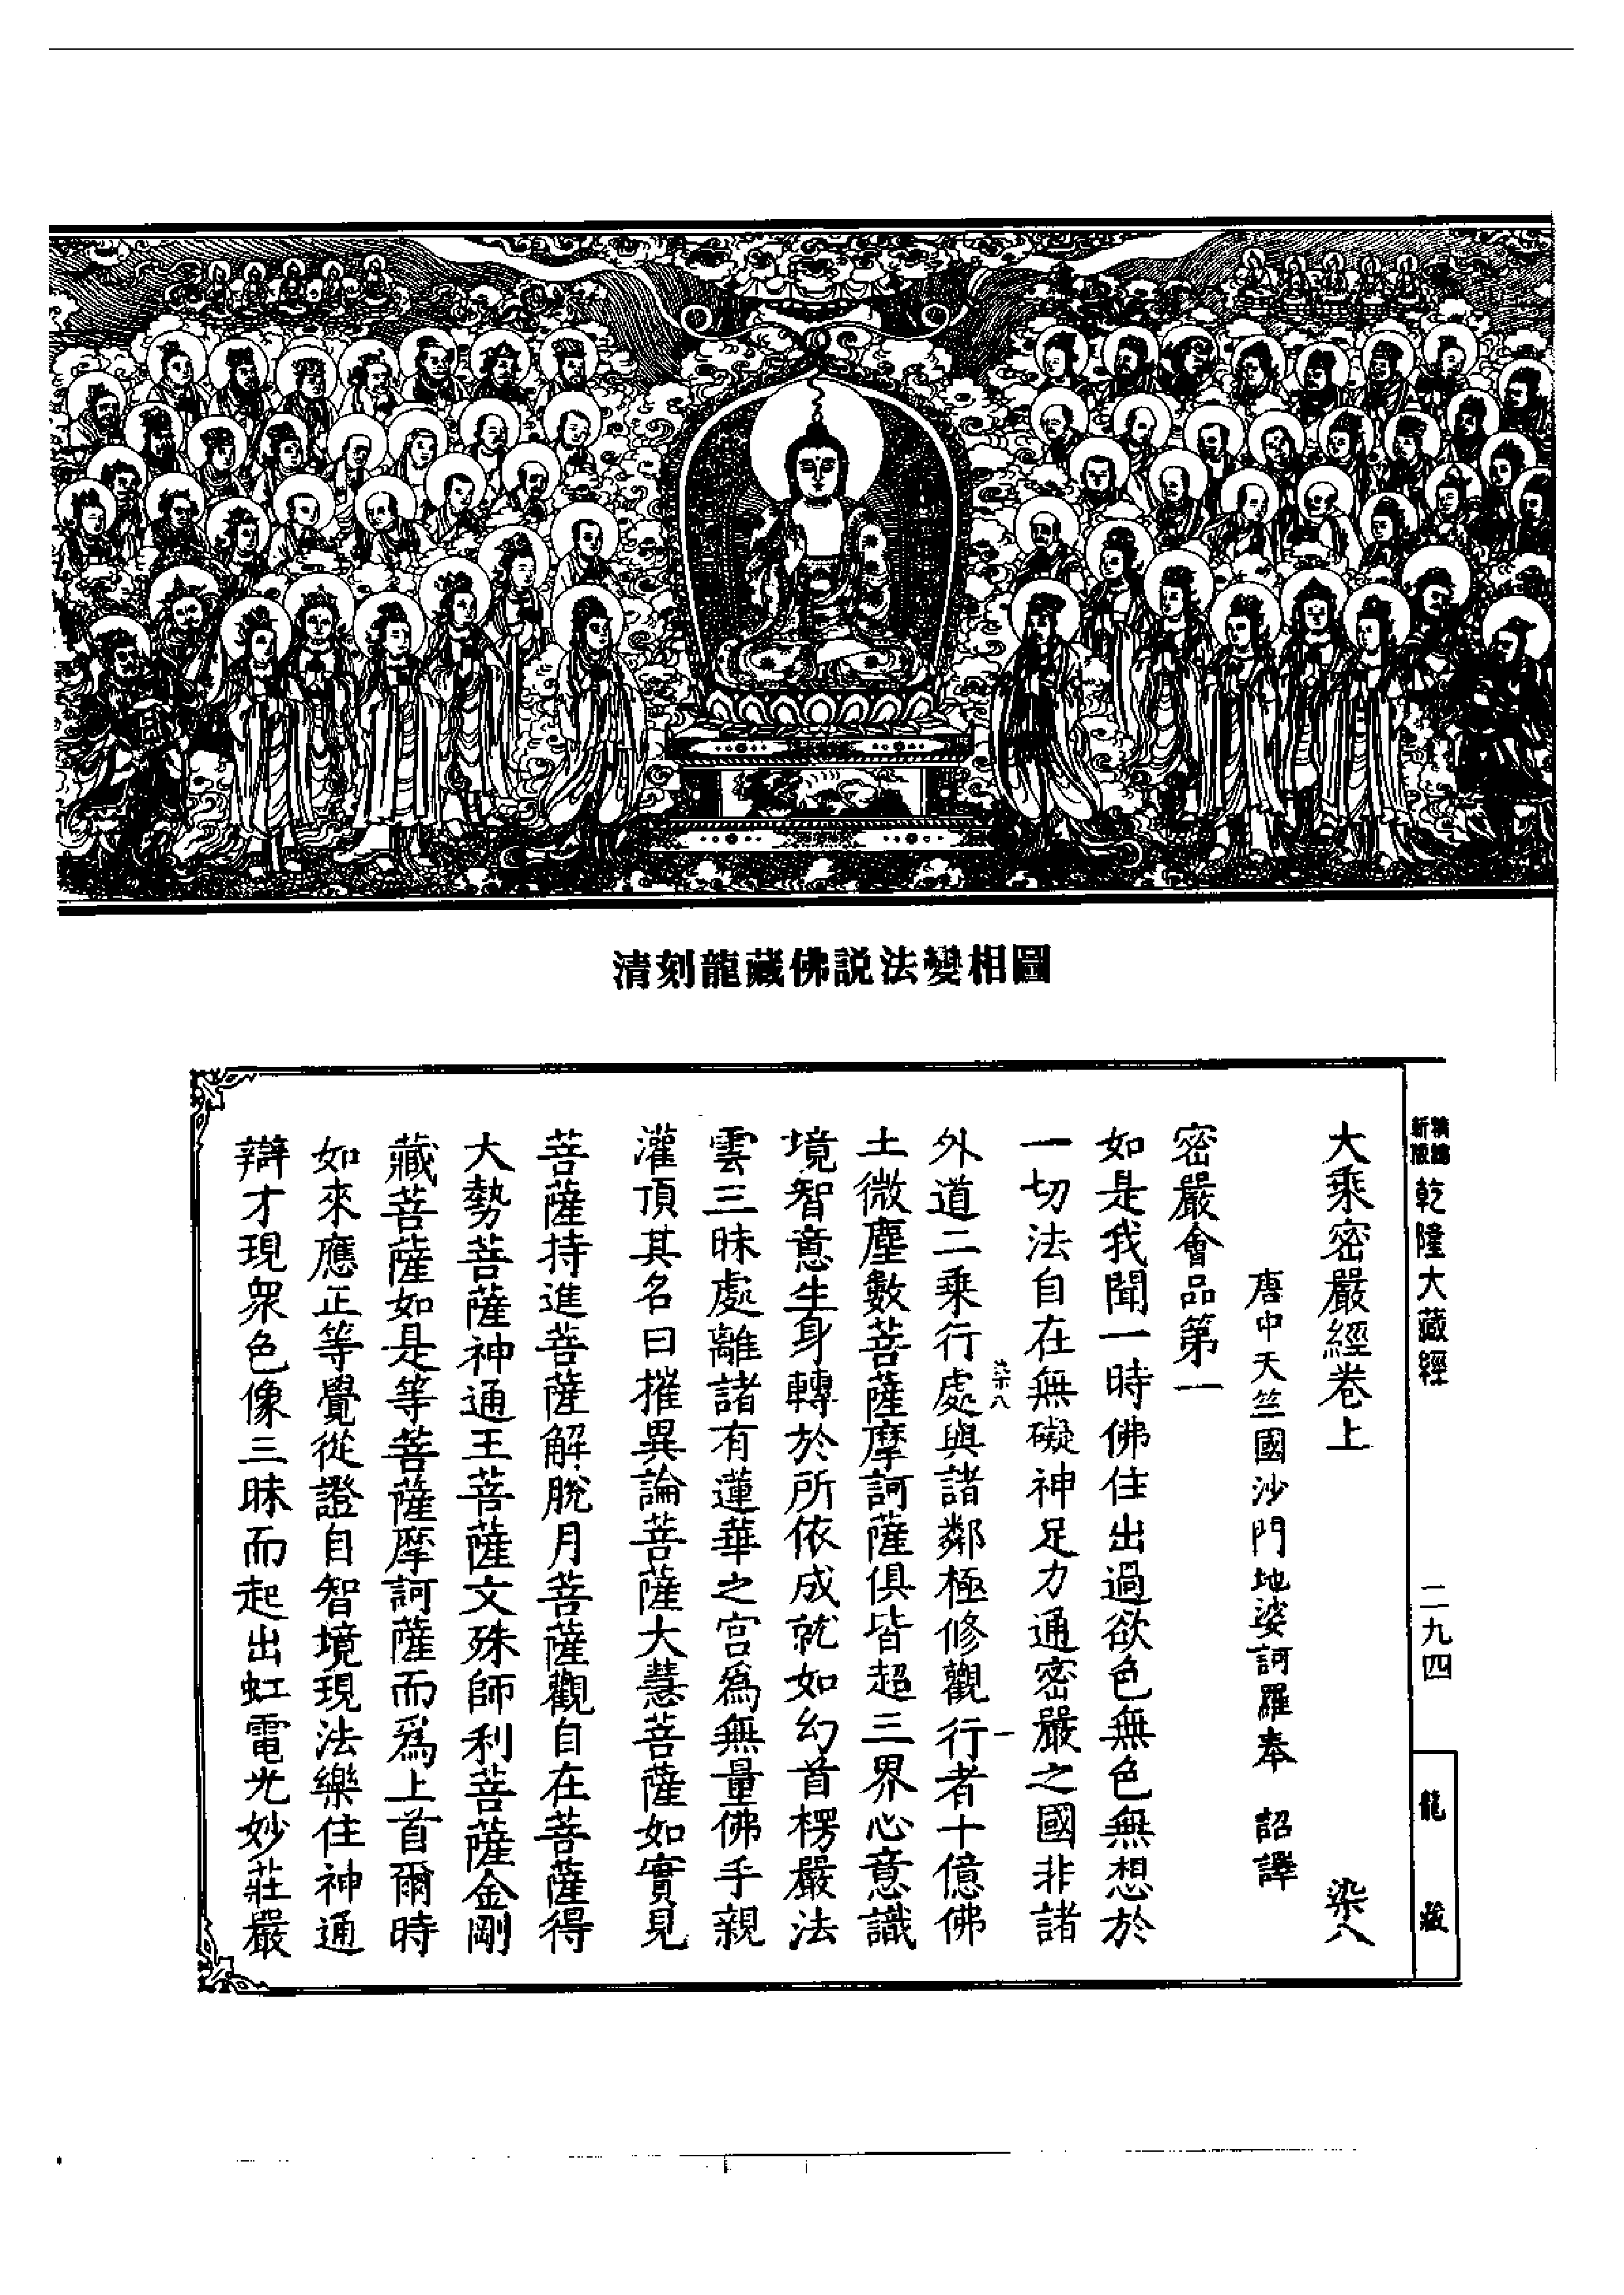 清刻龍藏佛説法變相圖
新編縮版 乾隆大藏經
二九四
龍藏
大乘密嚴經卷上 染八
唐中天竺國沙門地婆訶羅奉 詔譯
密嚴會品第一
如是我聞一時佛住出過欲色無色無想於
一切法自在無礙神足力通密嚴之國非諸
染八 一
外道二乘行處與諸鄰極修觀行者十億佛
土微塵數菩薩摩訶薩俱皆超三界心意識
境智意生身轉於所依成就如幻首楞嚴法
雲三昧處離諸有蓮華之宮爲無量佛手親
灌頂其名曰摧異論菩薩大慧菩薩如實見
菩薩持進菩薩解脫月菩薩觀自在菩薩得
大勢菩薩神通王菩薩文殊師利菩薩金剛
藏菩薩如是等菩薩摩訶薩而爲上首爾時
如來應正等覺從證自智境現法樂住神通
辯才現衆色像三昧而起出虹電光妙莊嚴